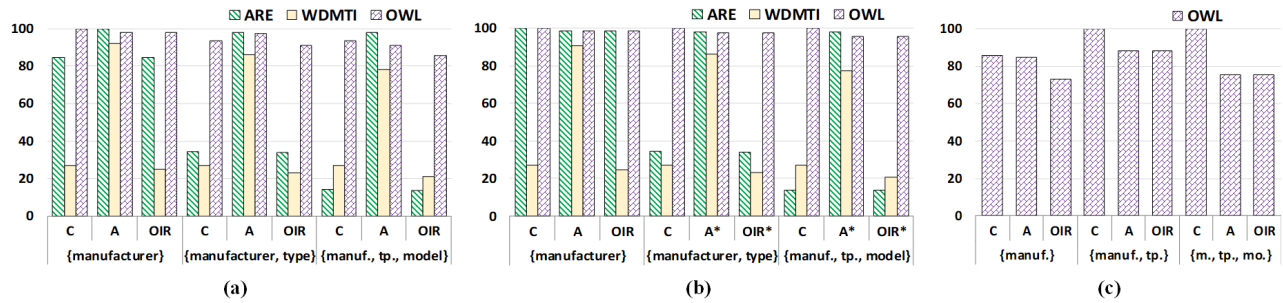 ARE WDMTI OWL
100
80
60
40
20
0
C A OIR C A OIR C A OIR
{manufacturer} {manufacturer, type} {manuf., tp., model}
(a)
ARE WDMTI OWL
100
80
60
40
20
0
C A OIR C A* OIR* C A* OIR*
{manufacturer} {manufacturer, type} {manuf., tp., model}
(b)
OWL
100
80
60
40
20
0
C A OIR C A OIR C A OIR
{manuf.} {manuf., tp.} {m., tp., mo.}
(c)